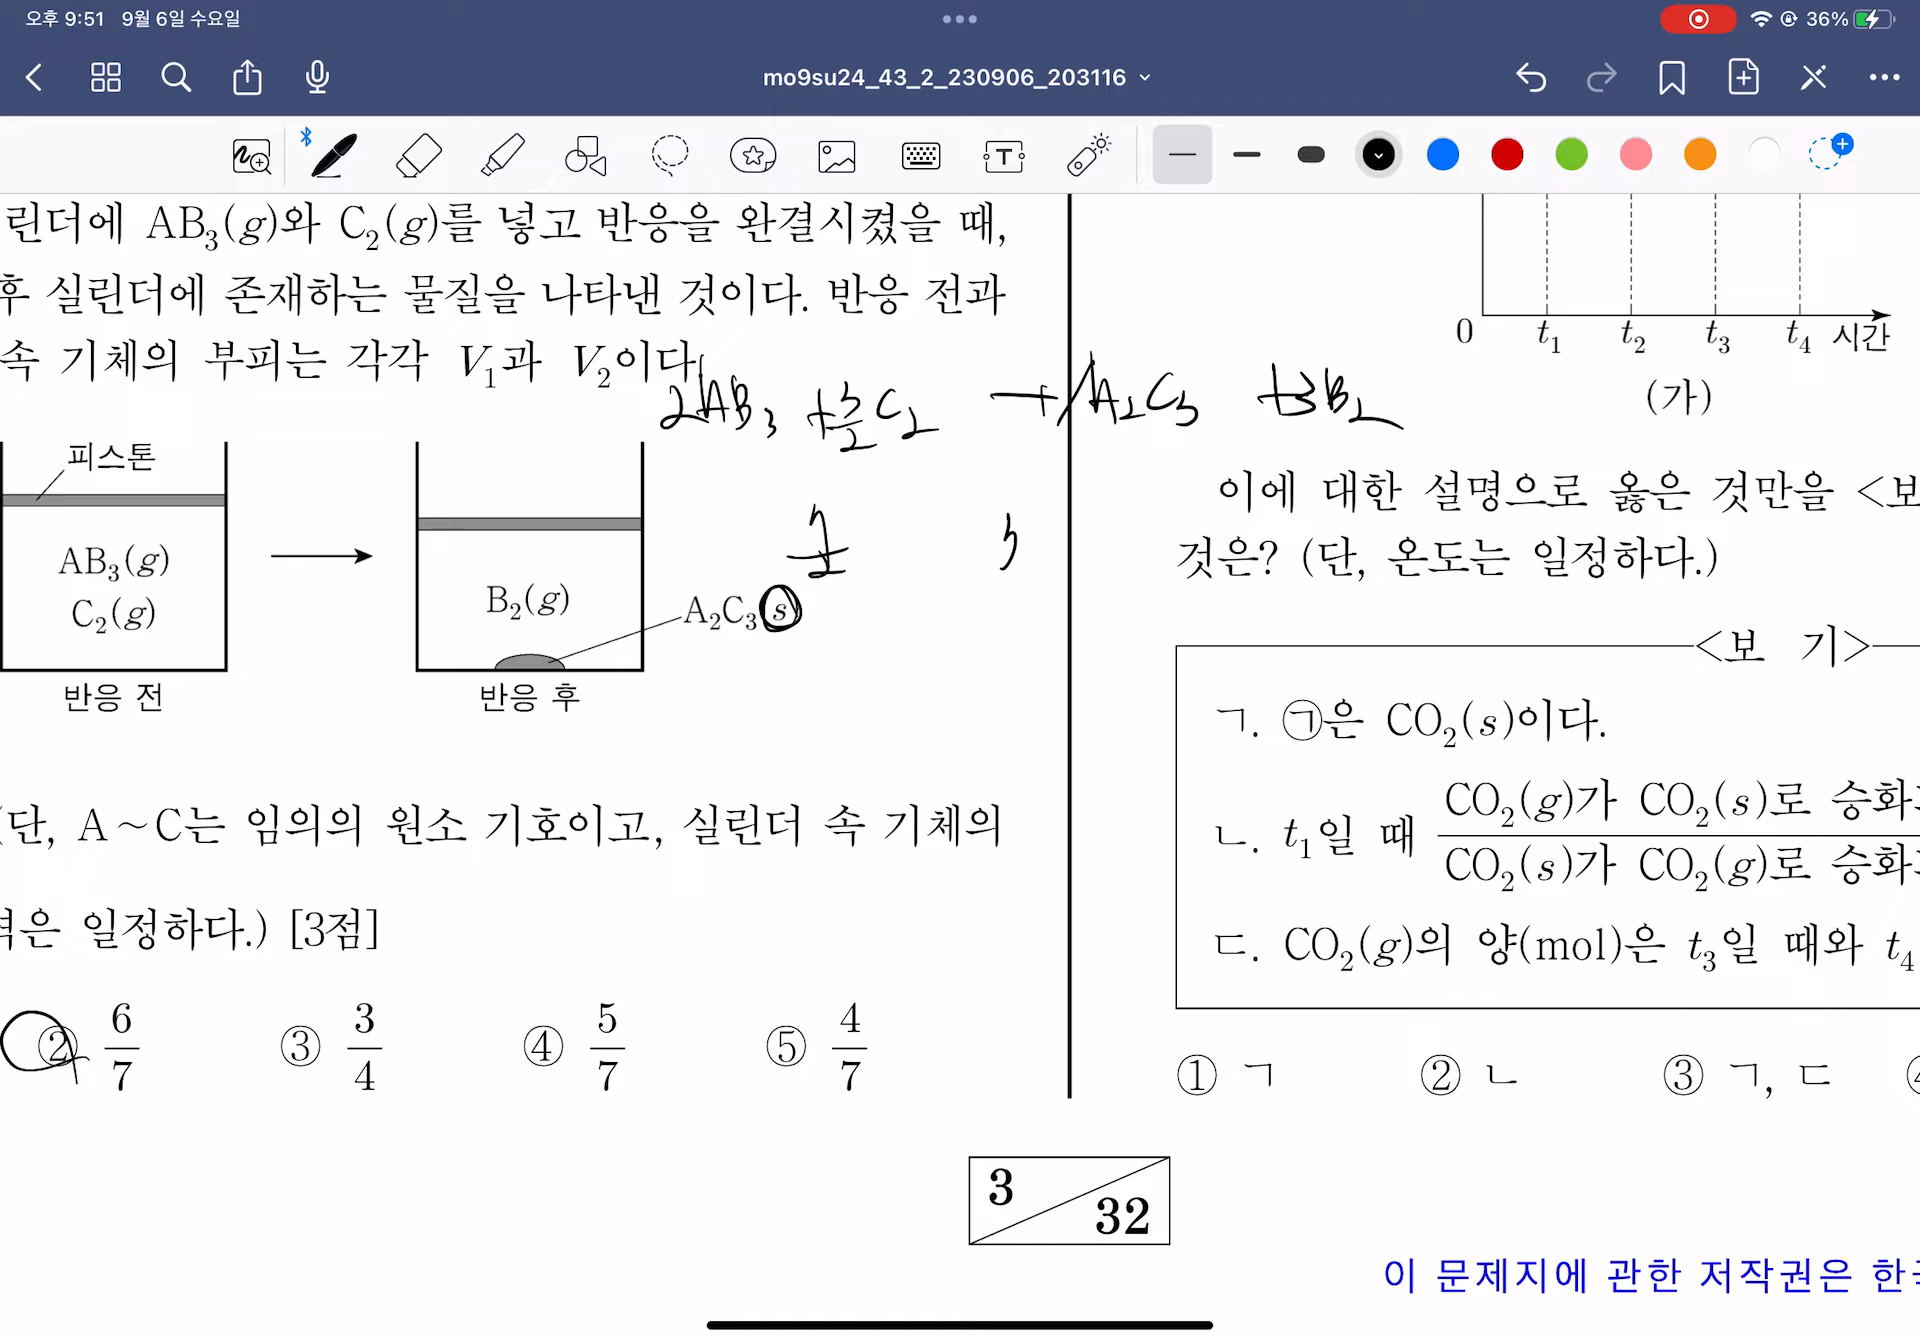 오후 9:51 9월 6일 수요일
36%
mo9su24_43_2_230906_203116
린더에 AB₃(g)와 C₂(g)를 넣고 반응을 완결시켰을 때,
후 실린더에 존재하는 물질을 나타낸 것이다. 반응 전과
속 기체의 부피는 각각 V₁과 V₂이다.
2AB₃ + 3/2 C₂ → A₂C₃ + 3B₂
피스톤
AB₃(g)
C₂(g)
B₂(g)
A₂C₃(s)
반응 전
반응 후
7/2 3
(단, A~C는 임의의 원소 기호이고, 실린더 속 기체의
력은 일정하다.) [3점]
② 6/7 ③ 3/4 ④ 5/7 ⑤ 4/7
0 t₁ t₂ t₃ t₄ 시간
(가)
이에 대한 설명으로 옳은 것만을 <보
것은? (단, 온도는 일정하다.)
<보 기>
ㄱ. ㉠은 CO₂(s)이다.
ㄴ. t₁일 때 CO₂(g)가 CO₂(s)로 승화
CO₂(s)가 CO₂(g)로 승화
ㄷ. CO₂(g)의 양(mol)은 t₃일 때와 t₄
① ㄱ ② ㄴ ③ ㄱ, ㄷ
3 32
이 문제지에 관한 저작권은 한